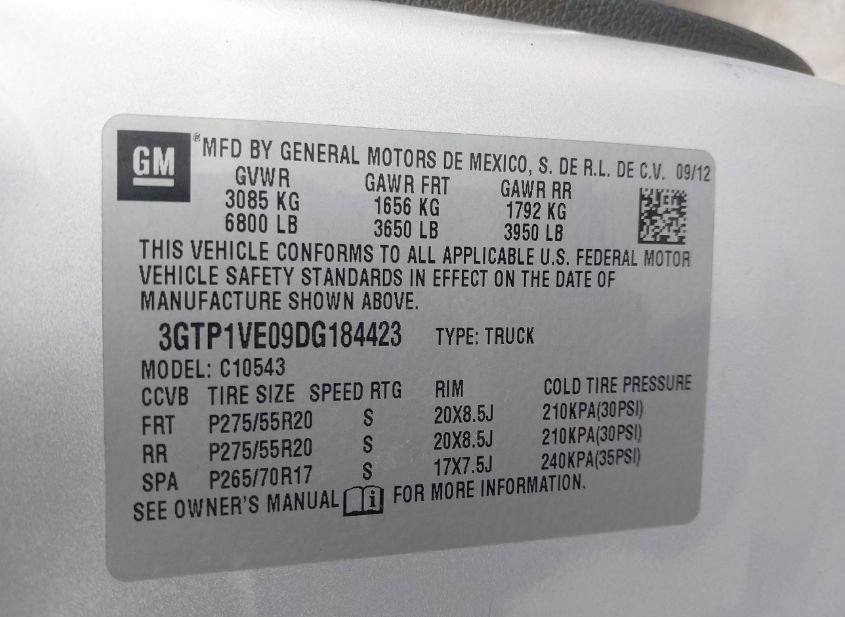 GM ® MFD BY GENERAL MOTORS DE MEXICO, S. DE R.L. DE C.V. 09/12
GVWR GAWR FRT GAWR RR
3085 KG 1656 KG 1792 KG
6800 LB 3650 LB 3950 LB
THIS VEHICLE CONFORMS TO ALL APPLICABLE U.S. FEDERAL MOTOR
VEHICLE SAFETY STANDARDS IN EFFECT ON THE DATE OF
MANUFACTURE SHOWN ABOVE.
3GTP1VE09DG184423 TYPE: TRUCK
MODEL: C10543
CCVB TIRE SIZE SPEED RTG RIM COLD TIRE PRESSURE
FRT P275/55R20 S 20X8.5J 210KPA(30PSI)
RR P275/55R20 S 20X8.5J 210KPA(30PSI)
SPA P265/70R17 S 17X7.5J 240KPA(35PSI)
SEE OWNER'S MANUAL i FOR MORE INFORMATION.